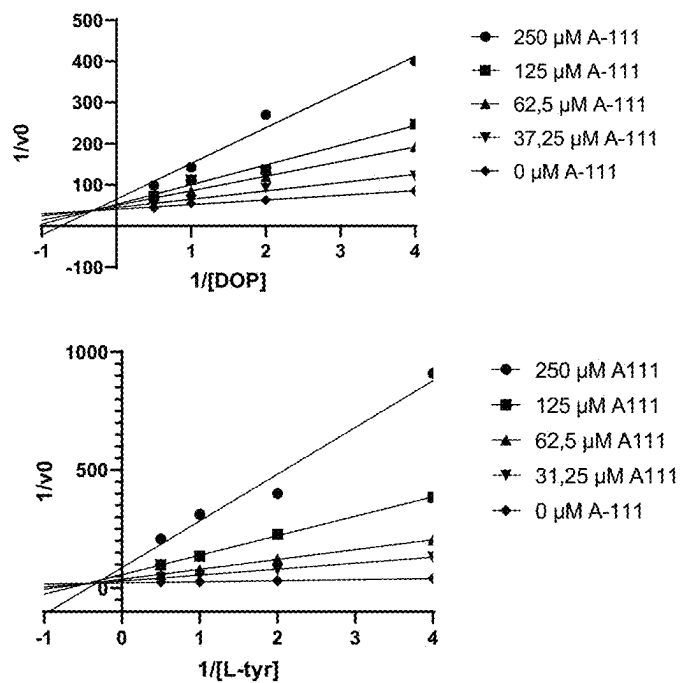 500
400
300
200
100
-100
-1
0
1
2
3
4
1/v0
1/[DOP]
250 µM A-111
125 µM A-111
62,5 µM A-111
37,25 µM A-111
0 µM A-111
1000
500
0
-1
0
1
2
3
4
1/v0
1/[L-tyr]
250 µM A111
125 µM A111
62,5 µM A111
31,25 µM A111
0 µM A-111